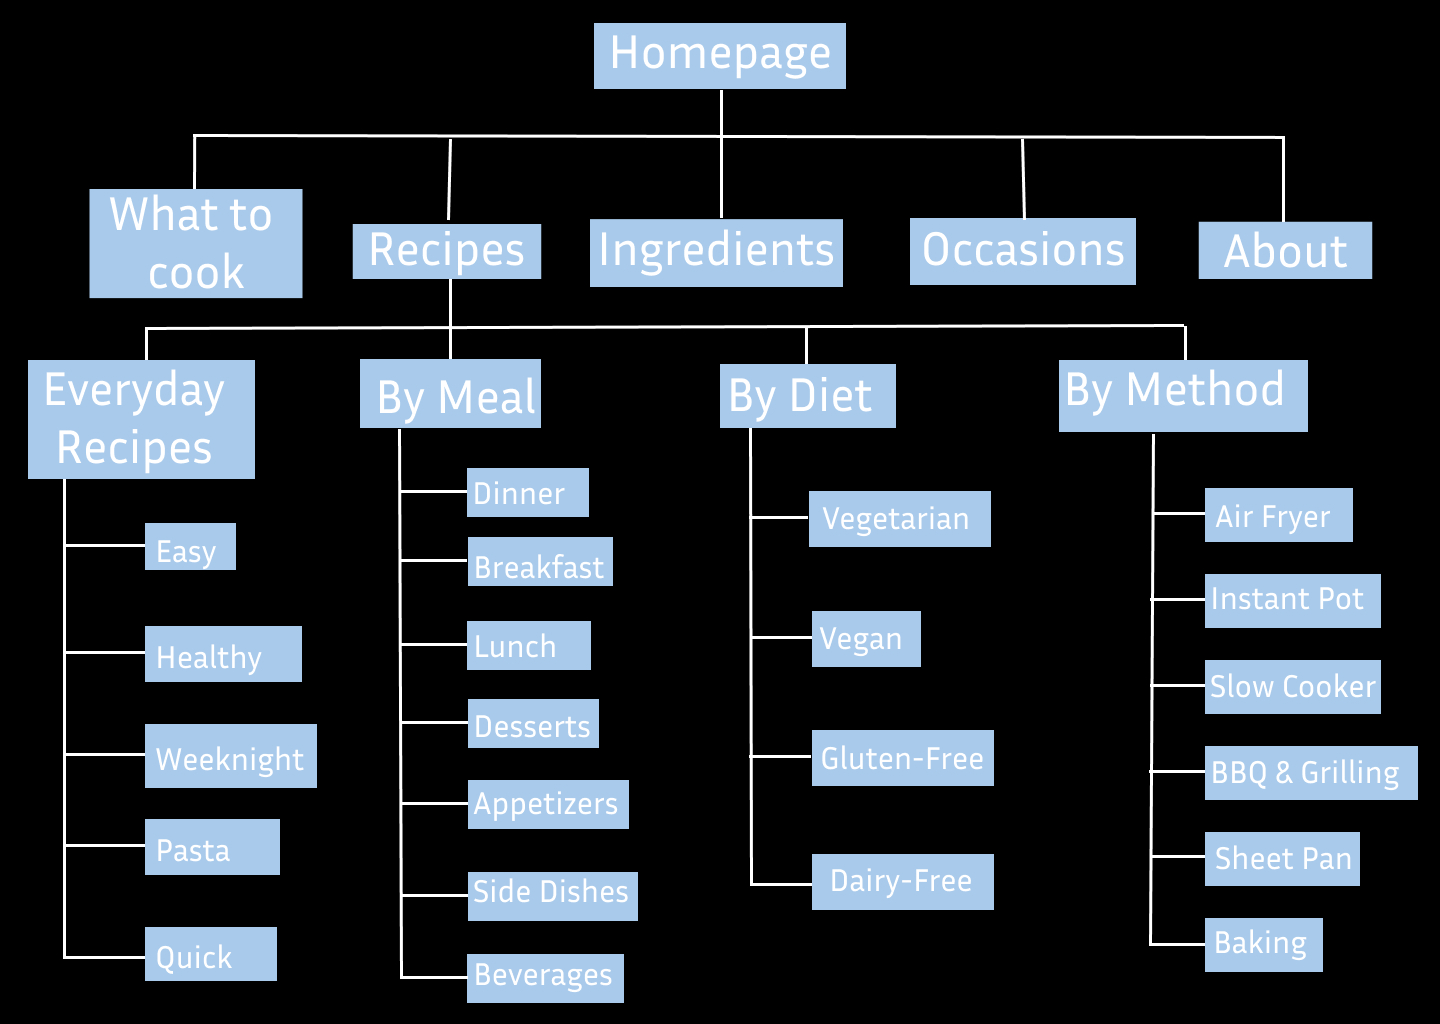 Homepage
What to
cook
Recipes
Ingredients
Occasions
About
Everyday
Recipes
By Meal
By Diet
By Method
Easy
Healthy
Weeknight
Pasta
Quick
Dinner
Breakfast
Lunch
Desserts
Appetizers
Side Dishes
Beverages
Vegetarian
Vegan
Gluten-Free
Dairy-Free
Air Fryer
Instant Pot
Slow Cooker
BBQ & Grilling
Sheet Pan
Baking